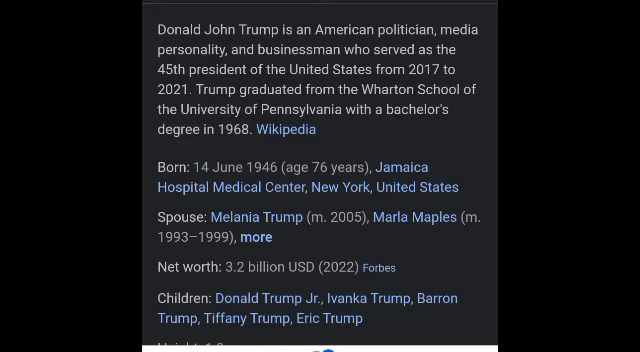 Donald John Trump is an American politician, media
personality, and businessman who served as the
45th president of the United States from 2017 to
2021. Trump graduated from the Wharton School of
the University of Pennsylvania with a bachelor's
degree in 1968. Wikipedia
Born: 14 June 1946 (age 76 years), Jamaica
Hospital Medical Center, New York, United States
Spouse: Melania Trump (m. 2005), Marla Maples (m.
1993–1999), more
Net worth: 3.2 billion USD (2022) Forbes
Children: Donald Trump Jr., Ivanka Trump, Barron
Trump, Tiffany Trump, Eric Trump